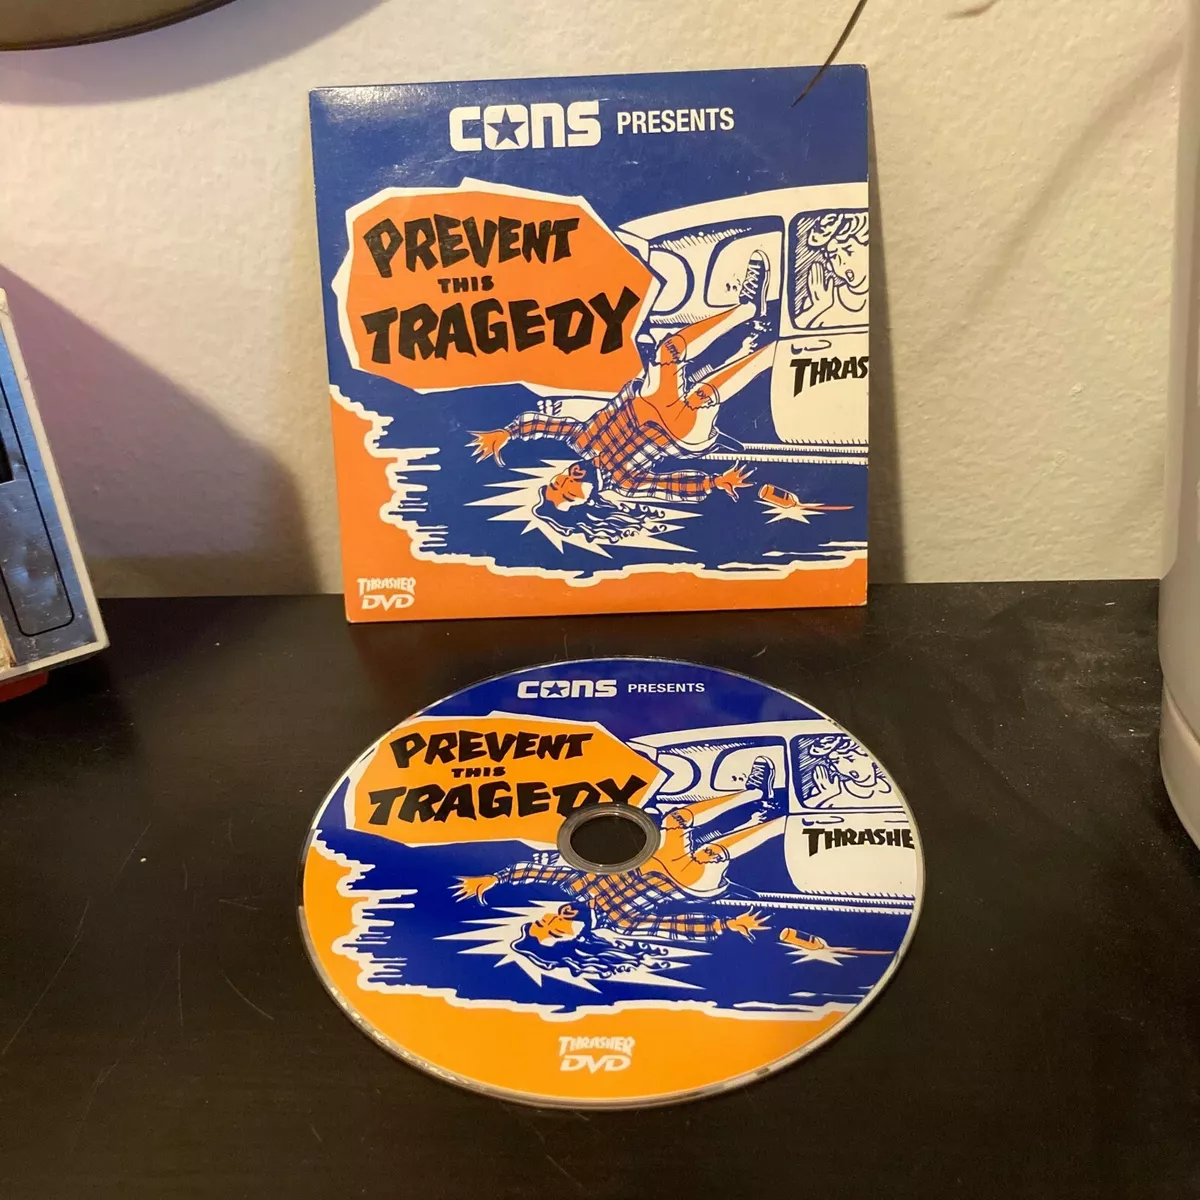 CONS PRESENTS
PREVENT
THIS
TRAGEDY
THRAS
THRASHER
DVD
CONS PRESENTS
PREVENT
THIS
TRAGEDY
THRASHE
THRASHER
DVD